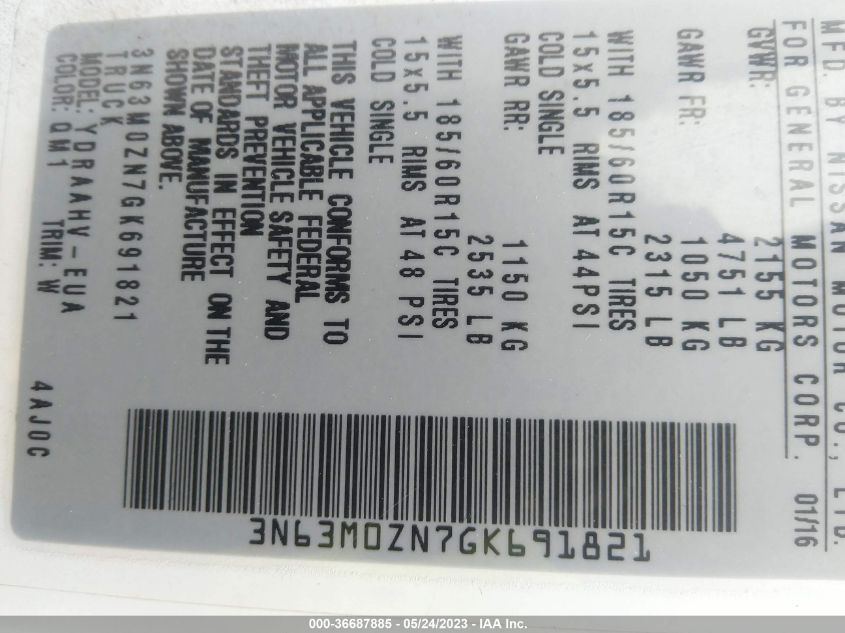 MFD. BY NISSAN MOTOR CO., LTD.
FOR GENERAL MOTORS CORP. 01/16
GVWR: 2155 KG
4751 LB
GAWR FR: 1050 KG
2315 LB
WITH 185/60R15C TIRES
15x5.5 RIMS AT 44PSI
COLD SINGLE
GAWR RR: 1150 KG
2535 LB
WITH 185/60R15C TIRES
15x5.5 RIMS AT 48 PSI
COLD SINGLE
THIS VEHICLE CONFORMS TO
ALL APPLICABLE FEDERAL
MOTOR VEHICLE SAFETY AND
THEFT PREVENTION
STANDARDS IN EFFECT ON THE
DATE OF MANUFACTURE
SHOWN ABOVE.
3N63M0ZN7GK691821
TRUCK
MODEL: YDRAAHV-EUA
COLOR: QM1 TRIM: W 4AJ0C
3N63M0ZN7GK691821
000-36687885 - 05/24/2023 - IAA Inc.